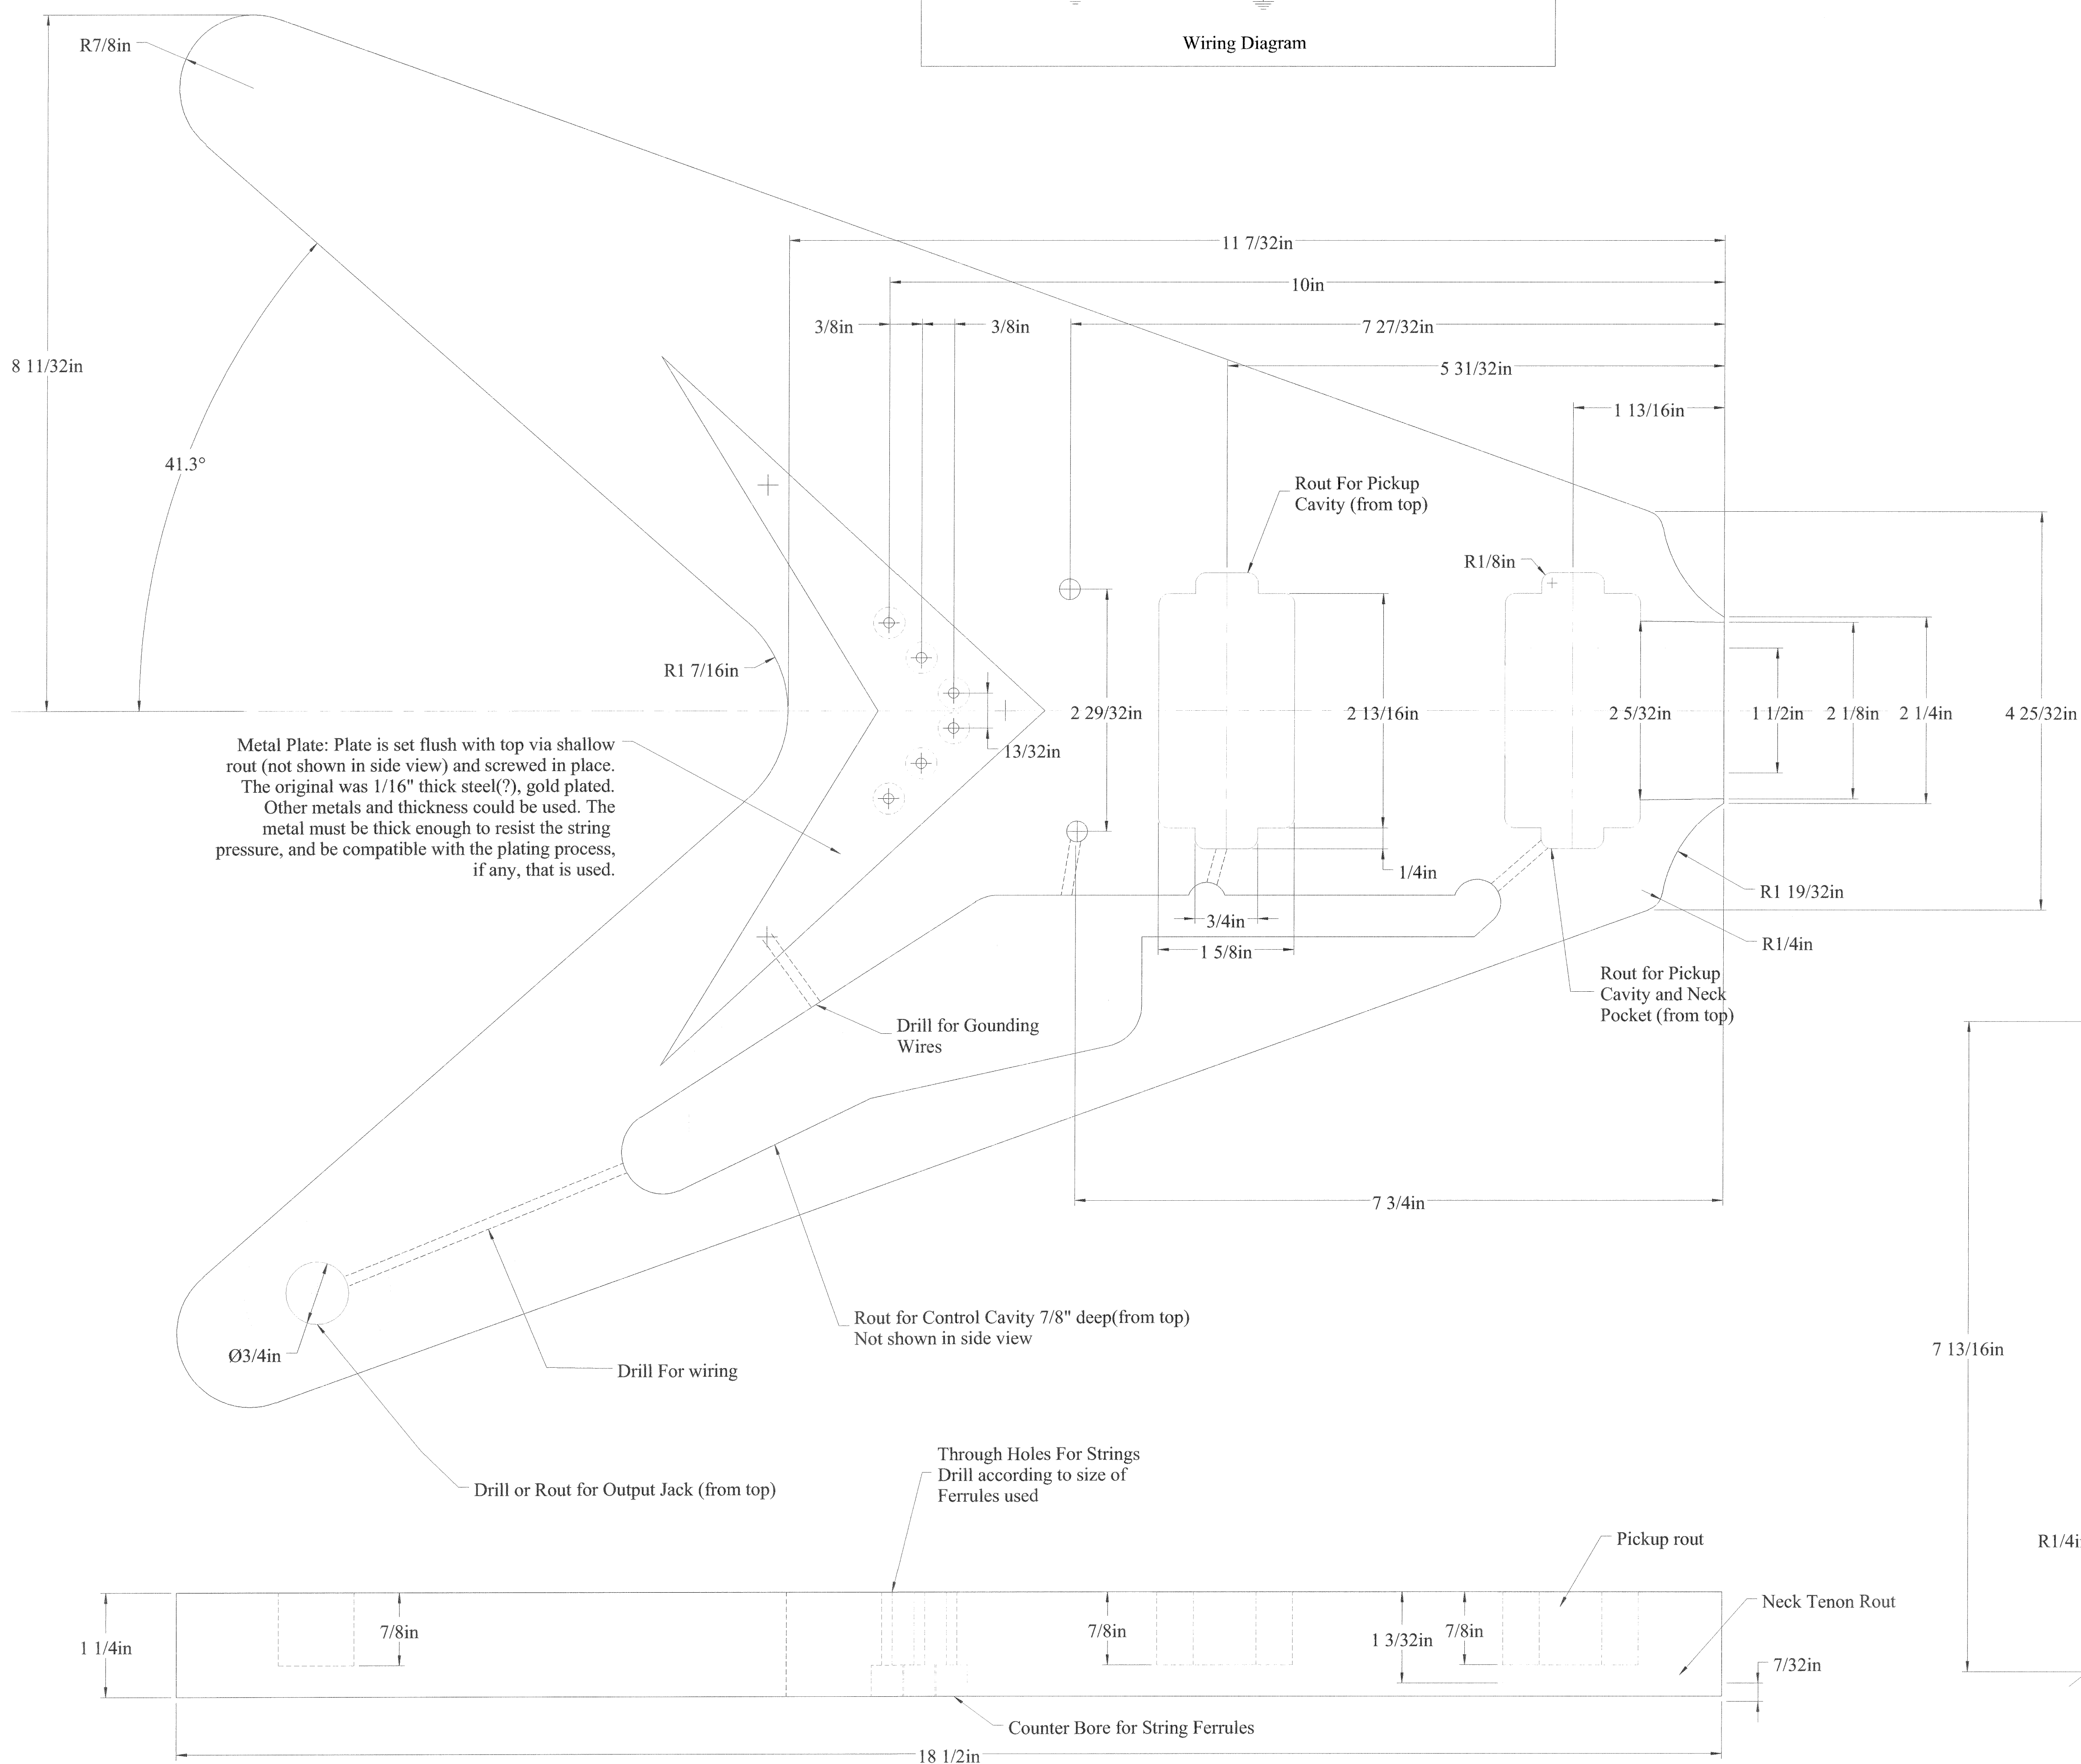 Wiring Diagram
R7/8in
11 7/32in
10in
3/8in
3/8in
7 27/32in
8 11/32in
5 31/32in
1 13/16in
41.3°
Rout For Pickup
Cavity (from top)
R1/8in
R1 7/16in
2 29/32in
2 13/16in
2 5/32in
1 1/2in
2 1/8in
2 1/4in
4 25/32in
13/32in
Metal Plate: Plate is set flush with top via shallow
rout (not shown in side view) and screwed in place.
The original was 1/16" thick steel(?), gold plated.
Other metals and thickness could be used. The
metal must be thick enough to resist the string
pressure, and be compatible with the plating process,
if any, that is used.
1/4in
R1 19/32in
3/4in
R1/4in
1 5/8in
Rout for Pickup
Cavity and Neck
Pocket (from top)
Drill for Gounding
Wires
7 3/4in
Rout for Control Cavity 7/8" deep(from top)
Not shown in side view
7 13/16in
Ø3/4in
Drill For wiring
Through Holes For Strings
Drill according to size of
Ferrules used
Drill or Rout for Output Jack (from top)
Pickup rout
R1/4i
Neck Tenon Rout
1 1/4in
7/8in
7/8in
1 3/32in
7/8in
7/32in
Counter Bore for String Ferrules
18 1/2in